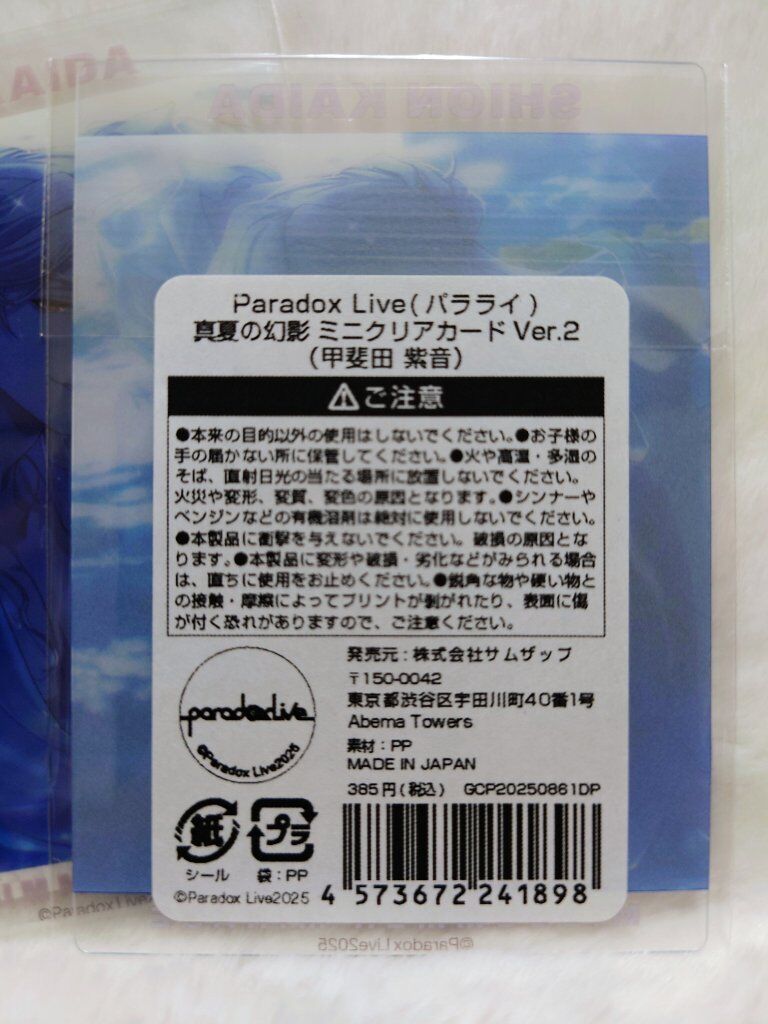 SHION KAIDA
Paradox Live(パラライ)
真夏の幻影 ミニクリアカード Ver.2
(甲斐田 紫音)
⚠ご注意
●本来の目的以外の使用はしないでください。●お子様の
手の届かない所に保管してください。●火や高温・多湿の
そば、直射日光の当たる場所に放置しないでください。
火災や変形、変質、変色の原因となります。●シンナーや
ベンジンなどの有機溶剤は絶対に使用しないでください。
●本製品に衝撃を与えないでください。破損の原因とな
ります。●本製品に変形や破損・劣化などがみられる場合
は、直ちに使用をお止めください。●鋭角な物や硬い物と
の接触・摩擦によってプリントが剝がれたり、表面に傷
が付く恐れがありますので、ご注意ください。
発売元:株式会社サムザップ
〒150-0042
東京都渋谷区宇田川町40番1号
Abema Towers
素材:PP
MADE IN JAPAN
385円(税込) GCP20250861DP
paradoxlive
©Paradox Live2025
紙
シール
プラ
袋:PP
©Paradox Live2025
4 573672 241898
©Paradox Live2025